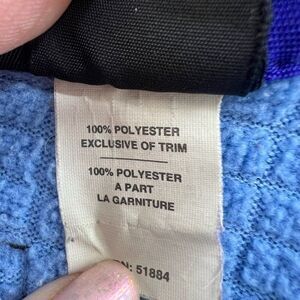 100% POLYESTER
EXCLUSIVE OF TRIM
100% POLYESTER
A PART
LA GARNITURE
: 51884